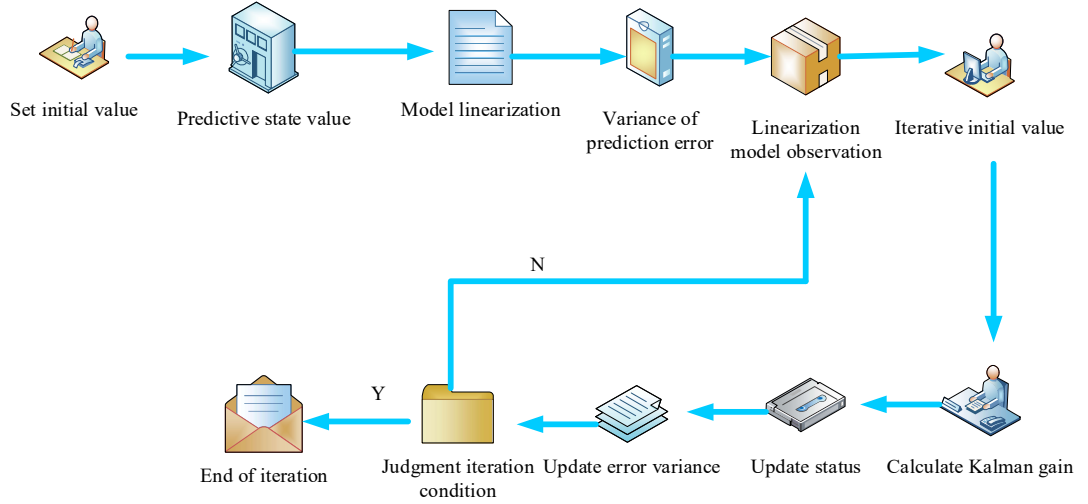 Set initial value
Predictive state value
Model linearization
Variance of
prediction error
Linearization
model observation
Iterative initial value
N
Y
End of iteration
Judgment iteration
condition
Update error variance
Update status
Calculate Kalman gain